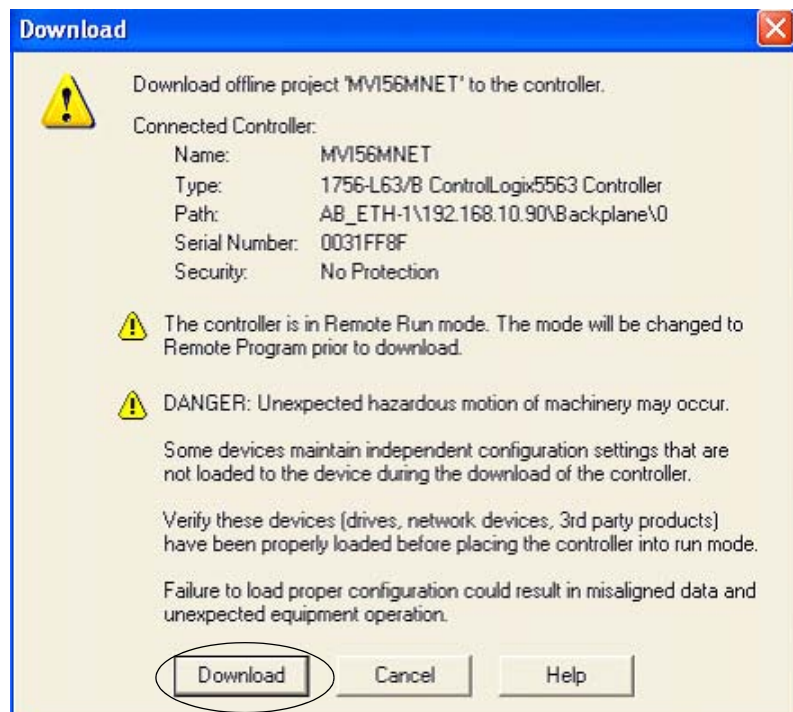 Download
Download offline project 'MVI56MNET' to the controller.
Connected Controller:
Name: MVI56MNET
Type: 1756-L63/B ControlLogix5563 Controller
Path: AB_ETH-1\192.168.10.90\Backplane\0
Serial Number: 0031FF8F
Security: No Protection
The controller is in Remote Run mode. The mode will be changed to
Remote Program prior to download.
DANGER: Unexpected hazardous motion of machinery may occur.
Some devices maintain independent configuration settings that are
not loaded to the device during the download of the controller.
Verify these devices (drives, network devices, 3rd party products)
have been properly loaded before placing the controller into run mode.
Failure to load proper configuration could result in misaligned data and
unexpected equipment operation.
Download Cancel Help